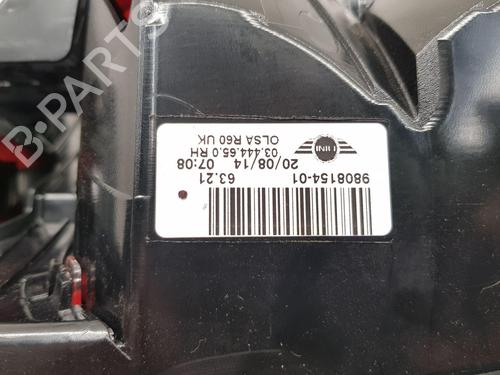 B-PARTS
9808154-01 63.21
20/08/14 07:08
03.444.65.0 RH
OLSA R60 UK
MINI